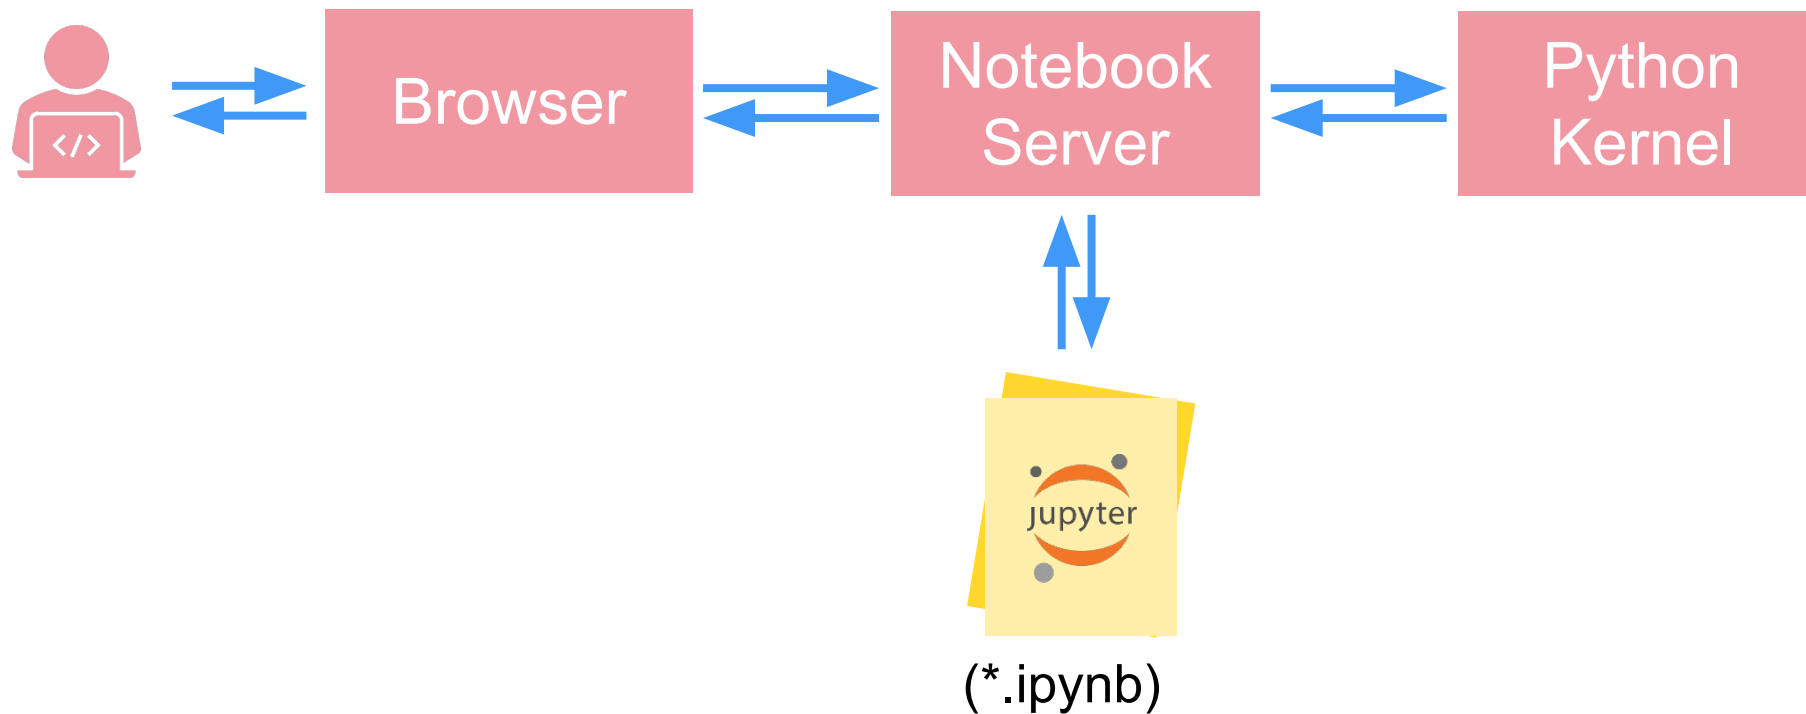 Browser
Notebook
Server
Python
Kernel
</>
jupyter
(*.ipynb)